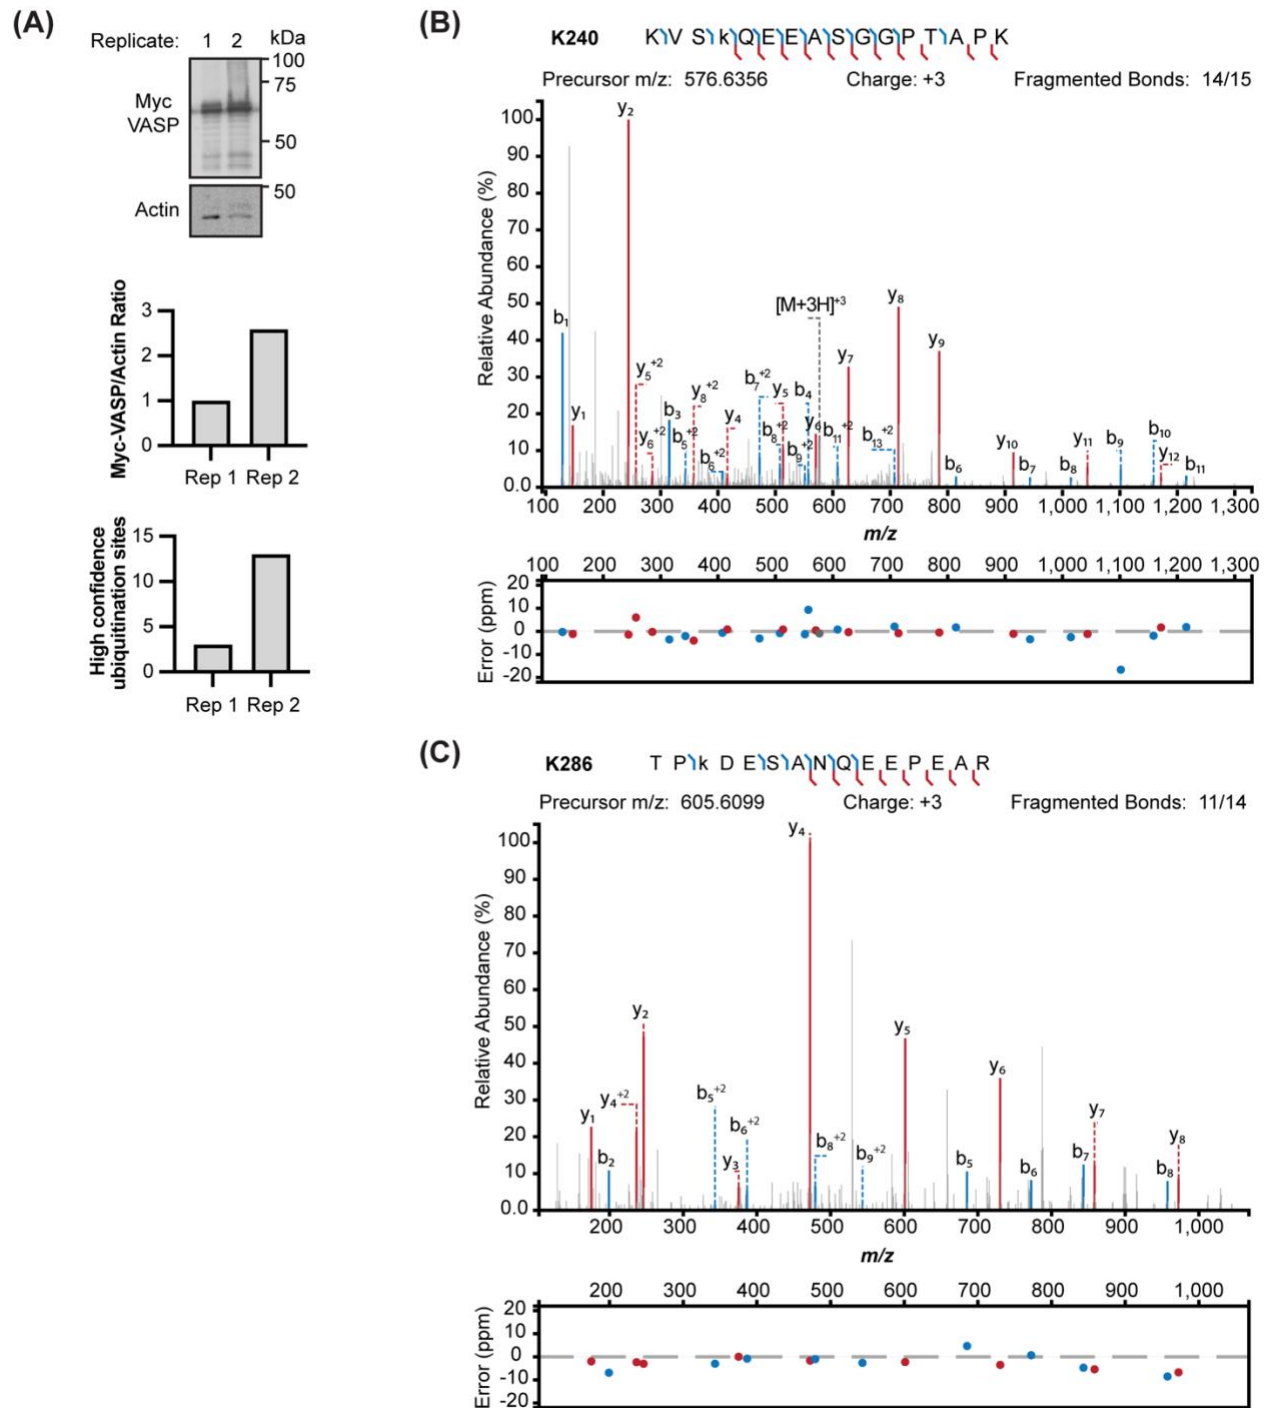 (A)
Replicate: 1 2 kDa
100
75
Myc
VASP
50
50
Actin
Myc-VASP/Actin Ratio
3
2
1
0
Rep 1 Rep 2
High confidence
ubiquitination sites
15
10
5
0
Rep 1 Rep 2
(B)
K240 K V S k Q E E A S G G P T A P K
Precursor m/z: 576.6356 Charge: +3 Fragmented Bonds: 14/15
Relative Abundance (%)
100
90
80
70
60
50
40
30
20
10
0.0
b₁
y₁
y₂
y₅⁺²
y₆⁺²
b₃
b₅⁺²
y₈⁺²
b₆⁺²
y₄
b₇⁺²
b₈⁺²
y₅
b₉⁺²
b₄
y₆
[M+3H]⁺³
b₁₁⁺²
y₇
b₁₃⁺²
y₈
y₉
b₆
y₁₀
b₇
b₈
y₁₁
b₉
b₁₀
y₁₂
b₁₁
100 200 300 400 500 600 700 800 900 1,000 1,100 1,200 1,300
m/z
100 200 300 400 500 600 700 800 900 1,000 1,100 1,200 1,300
Error (ppm)
20
10
0
-10
-20
(C)
K286 T P k D E S A N Q E E P E A R
Precursor m/z: 605.6099 Charge: +3 Fragmented Bonds: 11/14
Relative Abundance (%)
100
90
80
70
60
50
40
30
20
10
0.0
y₁
b₂
y₄⁺²
y₂
b₅⁺²
y₃
b₆⁺²
y₄
b₈⁺²
b₉⁺²
y₅
b₅
y₆
b₆
b₇
y₇
b₈
y₈
200 300 400 500 600 700 800 900 1,000
m/z
200 300 400 500 600 700 800 900 1,000
Error (ppm)
20
10
0
-10
-20